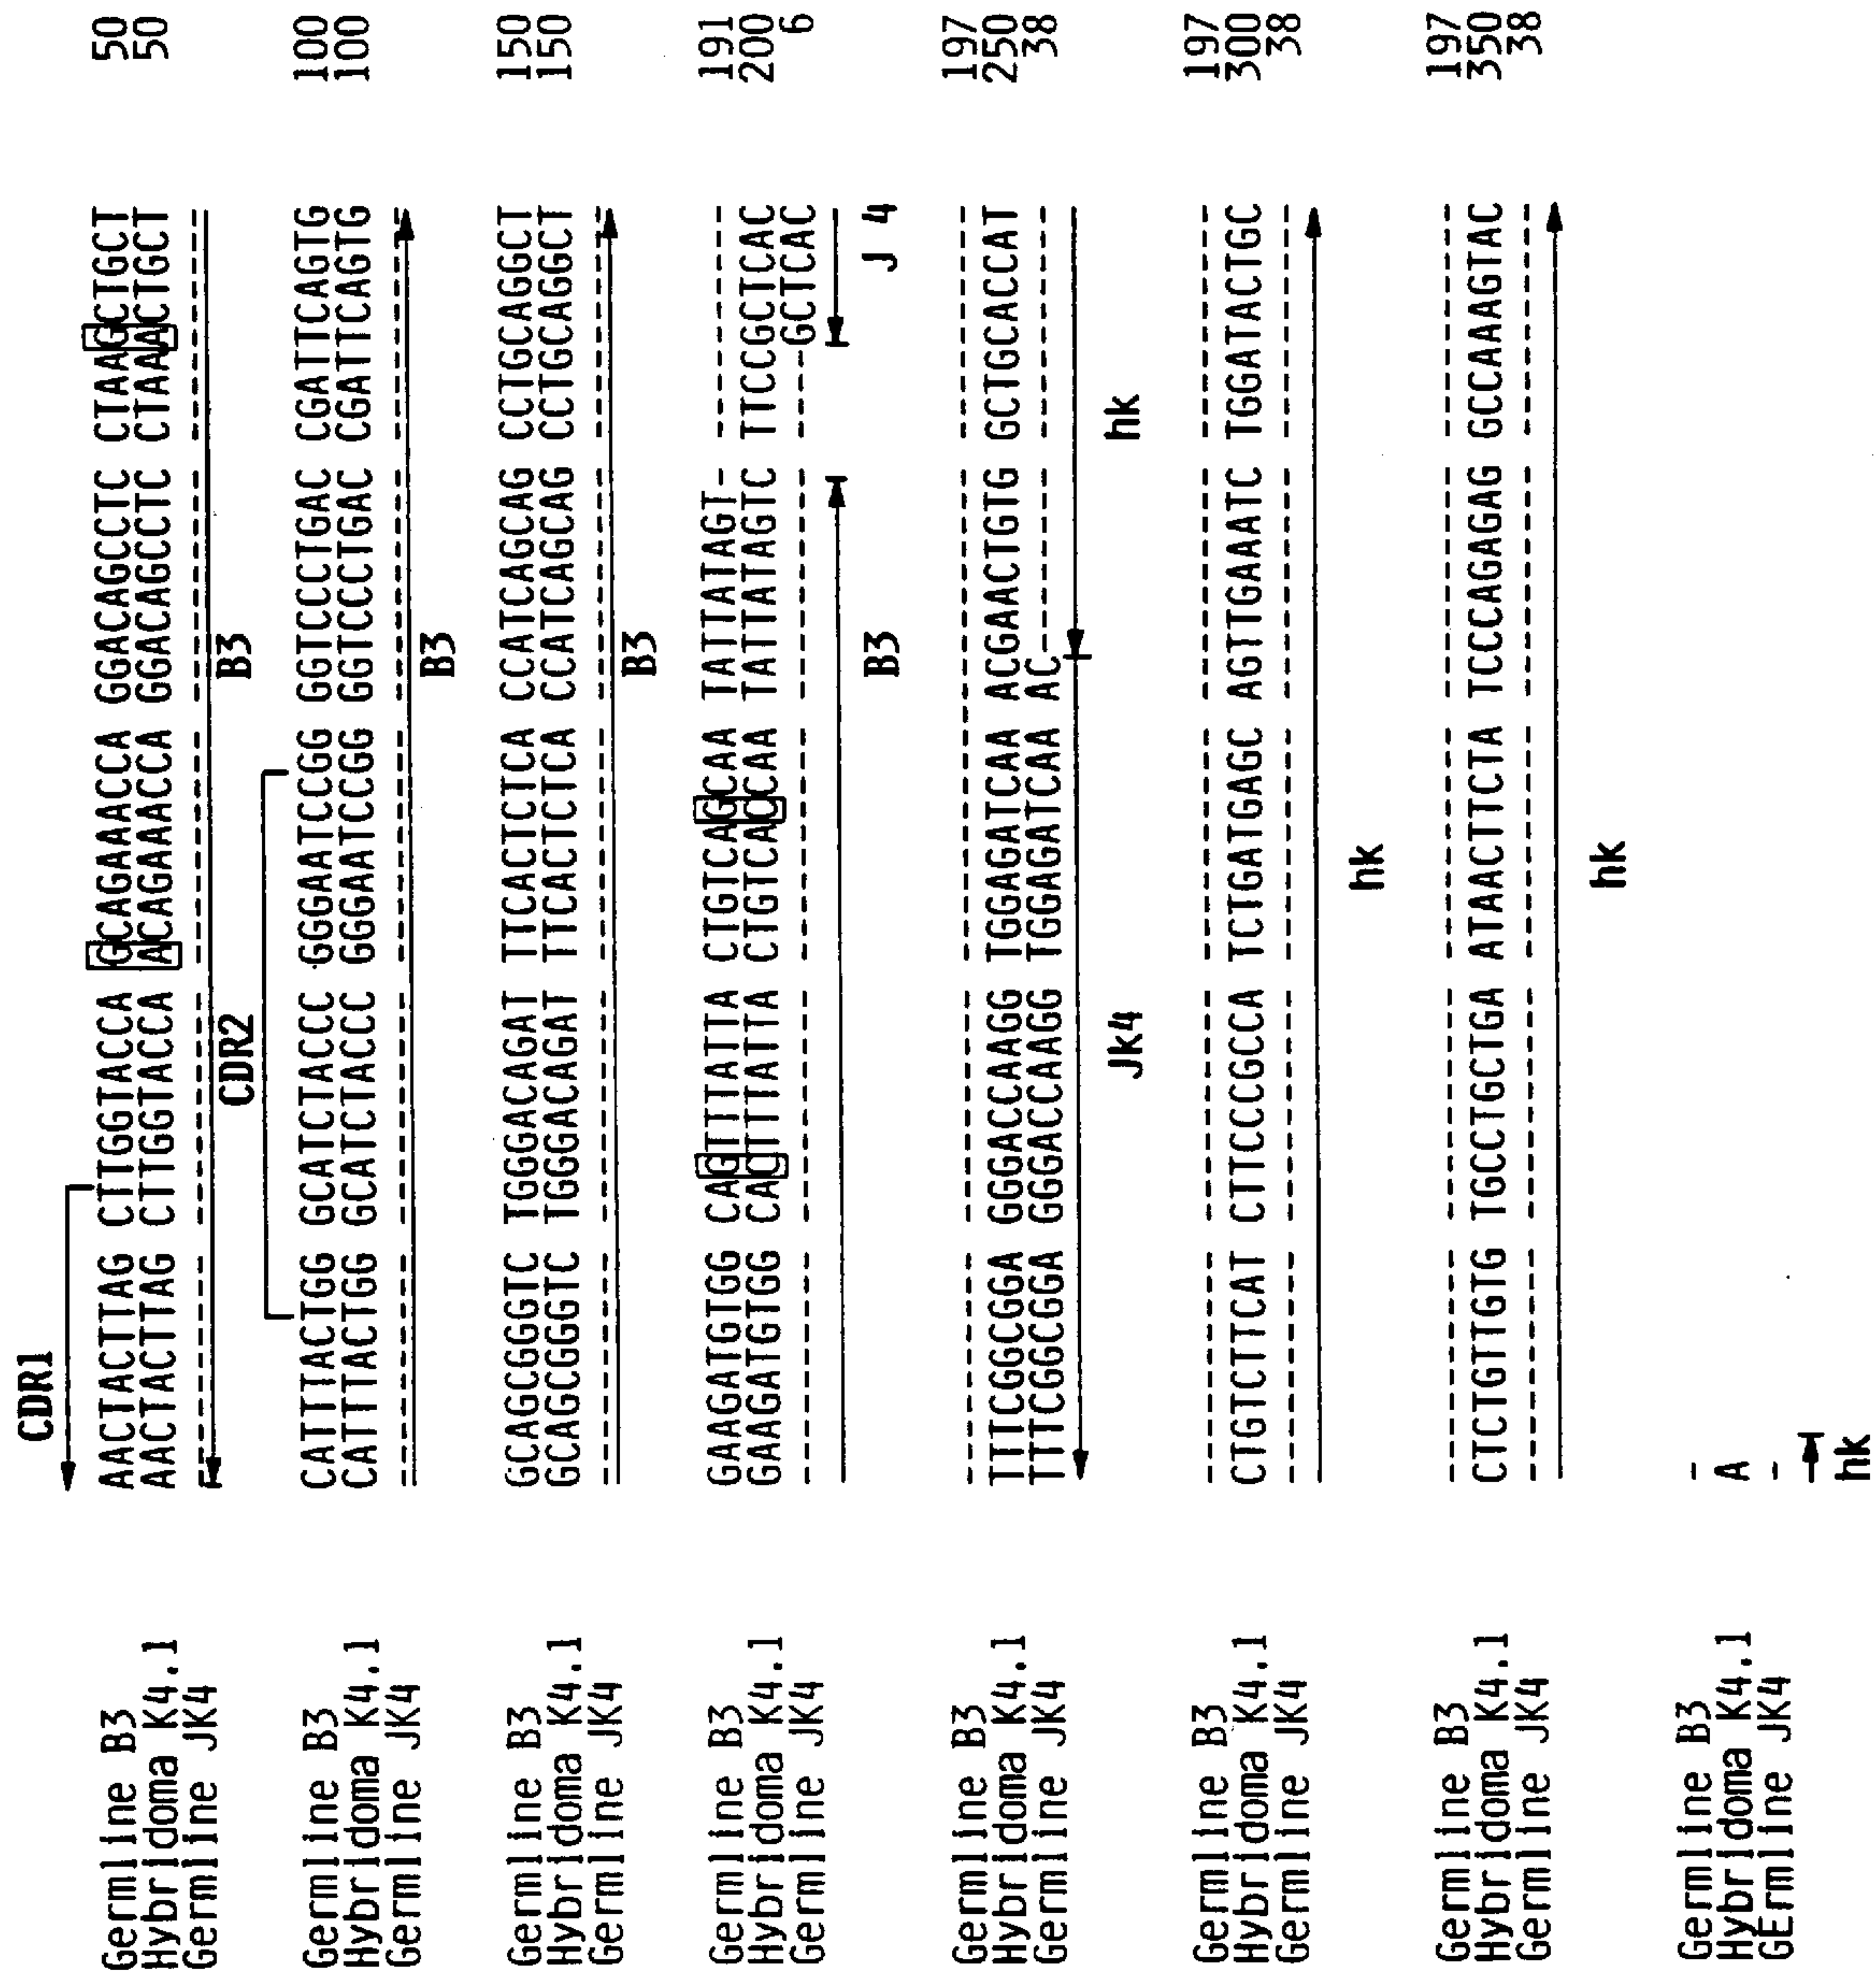 CDR1
Germline B3 AACTACTTAG CTTGGTACCA GCAGAAACCA GGACAGCCTC CTAAGCTGCT 50
Hybridoma K4.1 AACTACTTAG CTTGGTACCA ACAGAAACCA GGACAGCCTC CTAAACTGCT 50
Germline JK4 ---------- ---------- ---------- ---------- ----------
B3
CDR2
Germline B3 CATTTACTGG GCATCTACCC GGGAATCCGG GGTCCCTGAC CGATTCAGTG 100
Hybridoma K4.1 CATTTACTGG GCATCTACCC GGGAATCCGG GGTCCCTGAC CGATTCAGTG 100
Germline JK4 ---------- ---------- ---------- ---------- ----------
B3
Germline B3 GCAGCGGGTC TGGGACAGAT TTCACTCTCA CCATCAGCAG CCTGCAGGCT 150
Hybridoma K4.1 GCAGCGGGTC TGGGACAGAT TTCACTCTCA CCATCAGCAG CCTGCAGGCT 150
Germline JK4 ---------- ---------- ---------- ---------- ----------
B3
Germline B3 GAAGATGTGG CAGTTTATTA CTGTCAGCAA TATTATAGT- ---------- 191
Hybridoma K4.1 GAAGATGTGG CACTTTATTA CTGTCACCAA TATTATAGTC TTCCGCTCAC 200
Germline JK4 ---------- ---------- ---------- ---------- ----GCTCAC 6
B3 J 4
Germline B3 ---------- ---------- ---------- ---------- ---------- 197
Hybridoma K4.1 TTTCGGCGGA GGGACCAAGG TGGAGATCAA ACGAACTGTG GCTGCACCAT 250
Germline JK4 TTTCGGCGGA GGGACCAAGG TGGAGATCAA AC-------- ---------- 38
Jk4 hk
Germline B3 ---------- ---------- ---------- ---------- ---------- 197
Hybridoma K4.1 CTGTCTTCAT CTTCCCGCCA TCTGATGAGC AGTTGAAATC TGGATACTGC 300
Germline JK4 ---------- ---------- ---------- ---------- ---------- 38
hk
Germline B3 ---------- ---------- ---------- ---------- ---------- 197
Hybridoma K4.1 CTCTGTTGTG TGCCTGCTGA ATAACTTCTA TCCCAGAGAG GCCAAAGTAC 350
Germline JK4 ---------- ---------- ---------- ---------- ---------- 38
hk
Germline B3 -
Hybridoma K4.1 A
GErmline JK4 -
hk